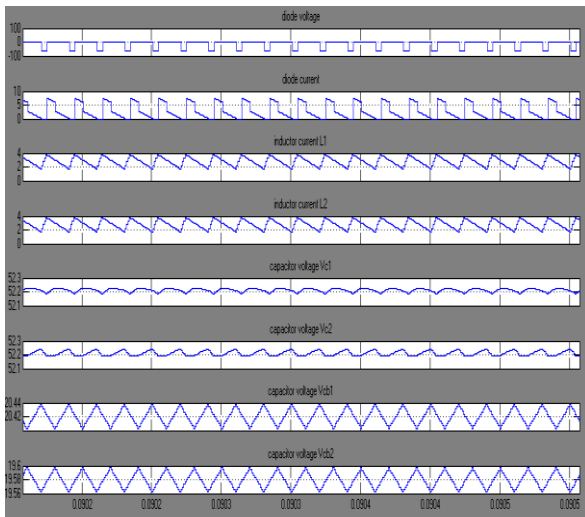 diode voltage
100
0
-100
diode current
10
5
0
inductor current L1
4
2
0
inductor current L2
4
2
0
capacitor voltage Vc1
52.3
52.2
52.1
capacitor voltage Vc2
52.3
52.2
52.1
capacitor voltage Vcb1
20.44
20.42
capacitor voltage Vcb2
19.6
19.58
19.56
0.0902 0.0902 0.0903 0.0903 0.0904 0.0904 0.0905 0.0905